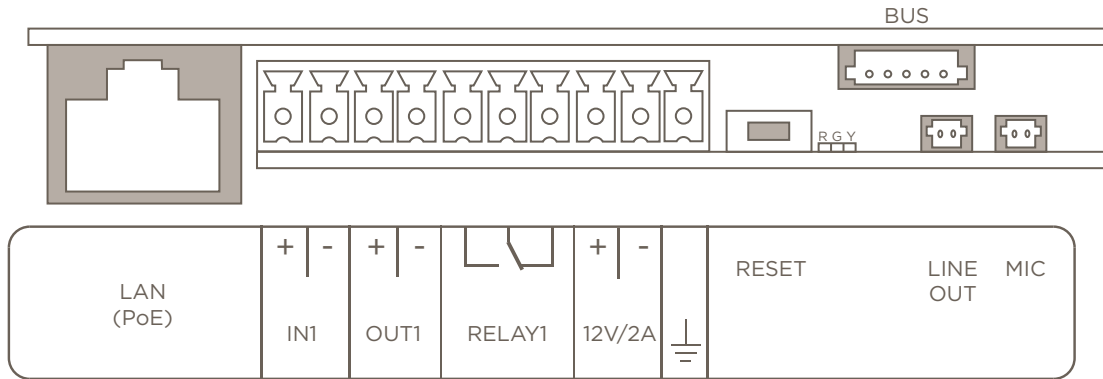 BUS
R G Y
+ -
+ -
+ -
LAN
(PoE)
IN1
OUT1
RELAY1
12V/2A
RESET
LINE
OUT
MIC